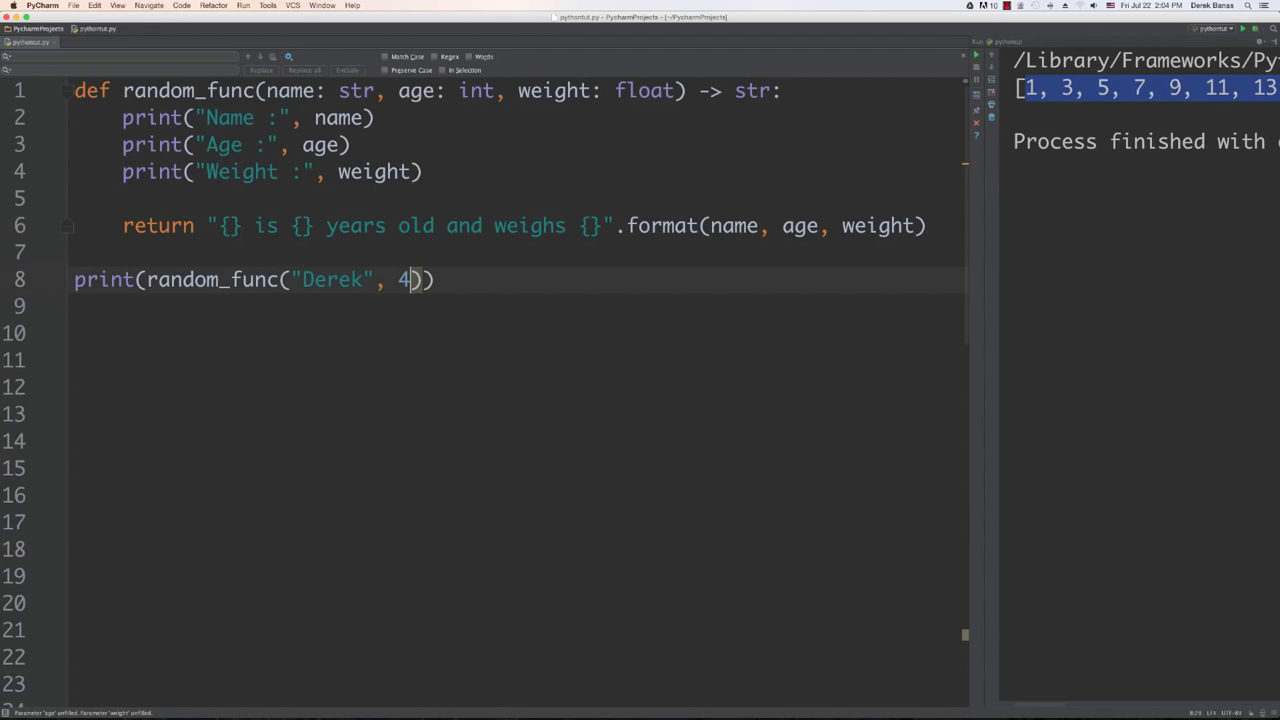 PyCharm File Edit View Navigate Code Refactor Run Tools VCS Window Help 10 Fri Jul 22 2:04 PM Derek Banas
pythontut.py - PycharmProjects - [~/PycharmProjects]
PycharmProjects pythontut.py pythontut
pythontut.py Run pythontut
Match Case Regex Words
Replace Replace all Exclude Preserve Case In Selection
1 def random_func(name: str, age: int, weight: float) -> str:
2 print("Name :", name)
3 print("Age :", age)
4 print("Weight :", weight)
5
6 return "{} is {} years old and weighs {}".format(name, age, weight)
7
8 print(random_func("Derek", 4))
9
10
11
12
13
14
15
16
17
18
19
20
21
22
23
/Library/Frameworks/Py
[1, 3, 5, 7, 9, 11, 13
Process finished with
Parameter 'age' unfilled. Parameter 'weight' unfilled. 8:29 LF+ UTF-8+